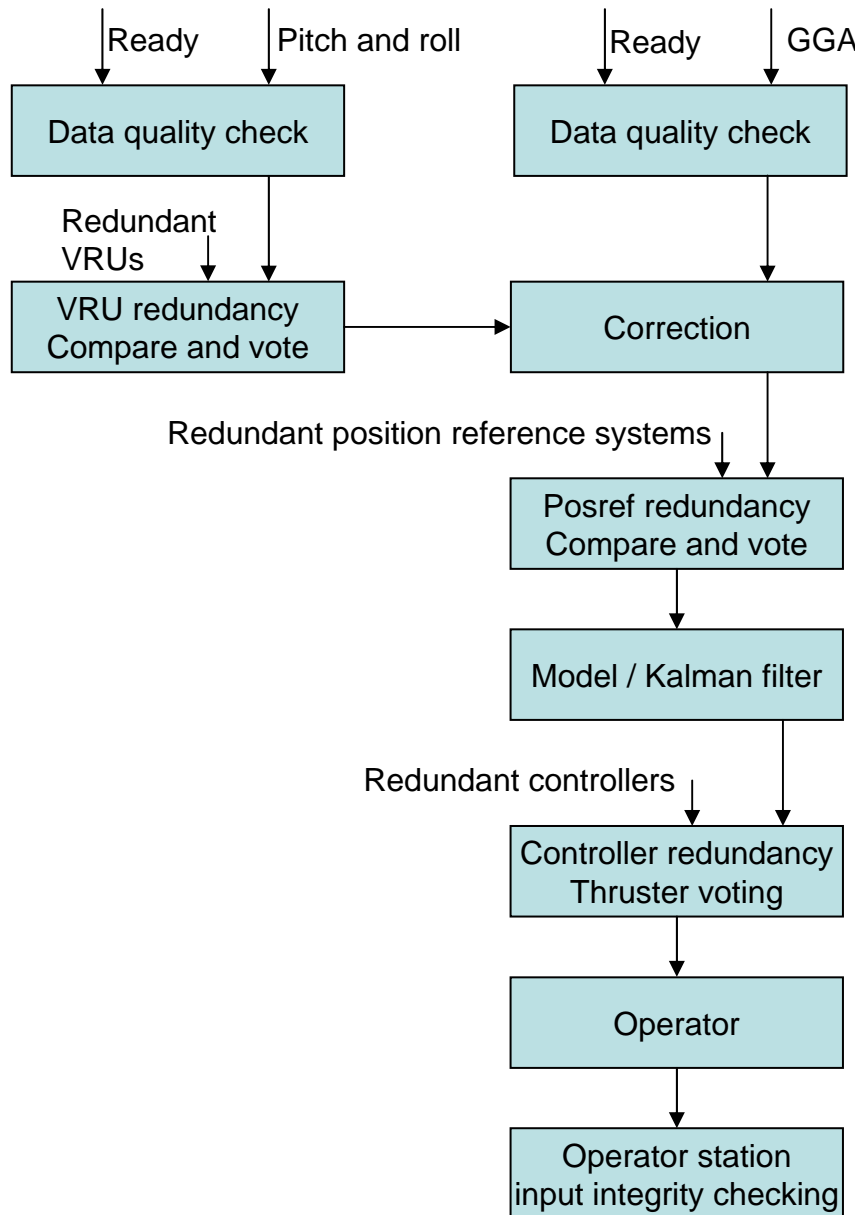 Ready
Pitch and roll
Ready
GGA
Data quality check
Data quality check
Redundant
VRUs
VRU redundancy
Compare and vote
Correction
Redundant position reference systems
Posref redundancy
Compare and vote
Model / Kalman filter
Redundant controllers
Controller redundancy
Thruster voting
Operator
Operator station
input integrity checking